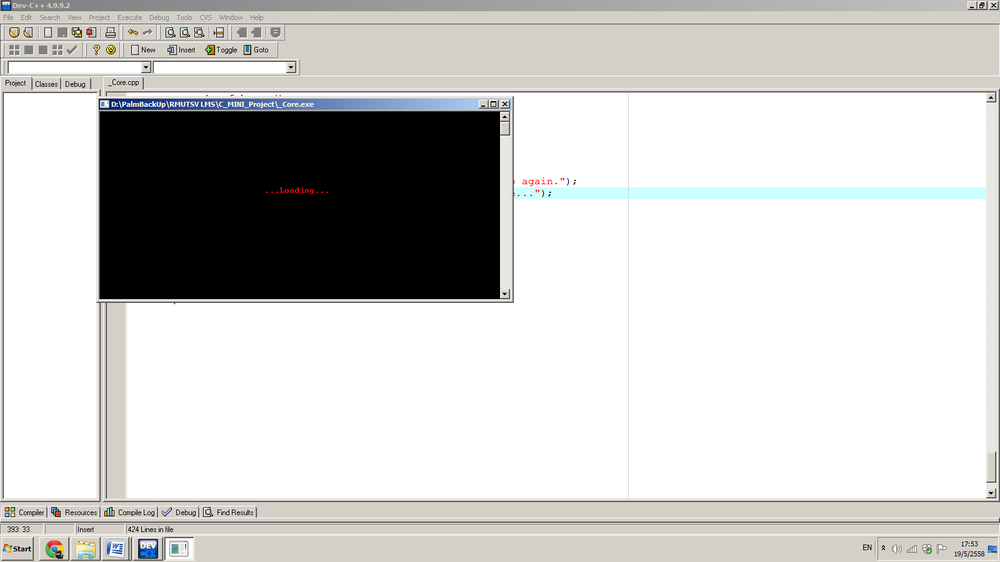 Dev-C++ 4.9.9.2
File Edit Search View Project Execute Debug Tools CVS Window Help
New Insert Toggle Goto
Project Classes Debug
_Core.cpp
D:\PalmBackUp\RMUTSV LMS\C_MINI_Project\_Core.exe
...Loading...
again.");
...");
Compiler Resources Compile Log Debug Find Results
393: 33 Insert 424 Lines in file
Start
DEV
C++
EN
17:53
19/5/2558